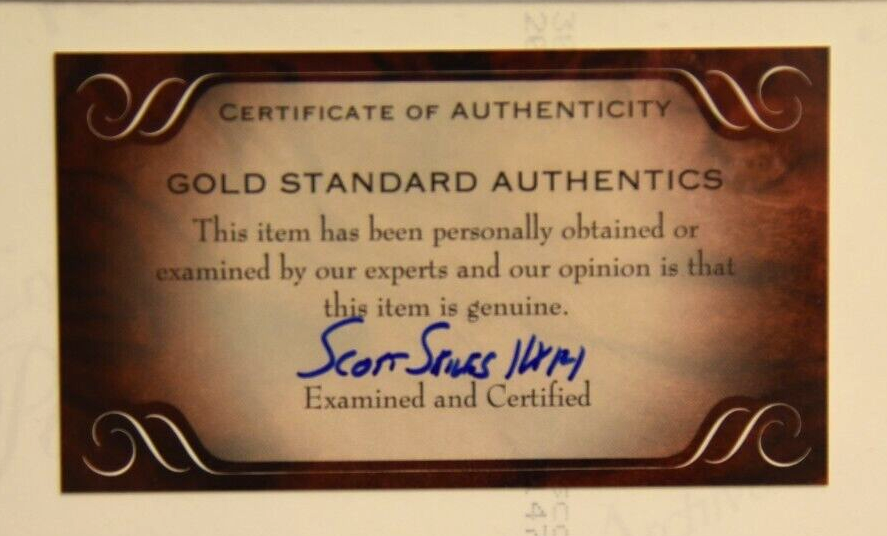 CERTIFICATE OF AUTHENTICITY
GOLD STANDARD AUTHENTICS
This item has been personally obtained or
examined by our experts and our opinion is that
this item is genuine.
Scott
Examined and Certified